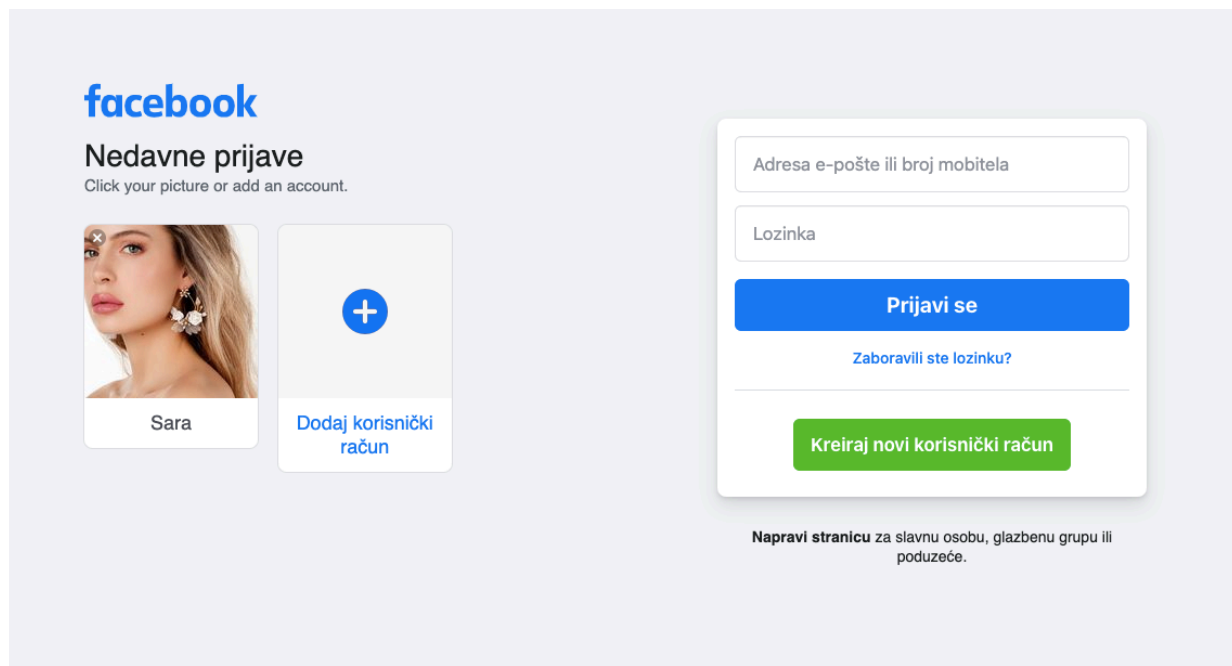 facebook
Nedavne prijave
Click your picture or add an account.
Sara
Dodaj korisnički
račun
Adresa e-pošte ili broj mobitela
Lozinka
Prijavi se
Zaboravili ste lozinku?
Kreiraj novi korisnički račun
Napravi stranicu za slavnu osobu, glazbenu grupu ili
poduzeće.